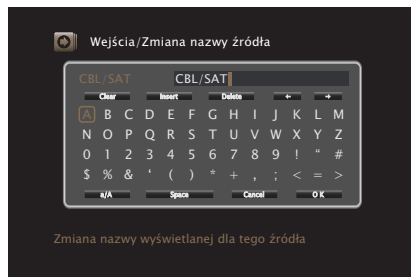 Wejścia/Zmiana nazwy źródła
CBL/SAT CBL/SAT
Clear Insert Delete ← →
A B C D E F G H I J K L M
N O P Q R S T U V W X Y Z
0 1 2 3 4 5 6 7 8 9 ! “ #
$ % & ‘ ( ) * + , ; < = >
a/A Space Cancel OK
Zmiana nazwy wyświetlanej dla tego źródła